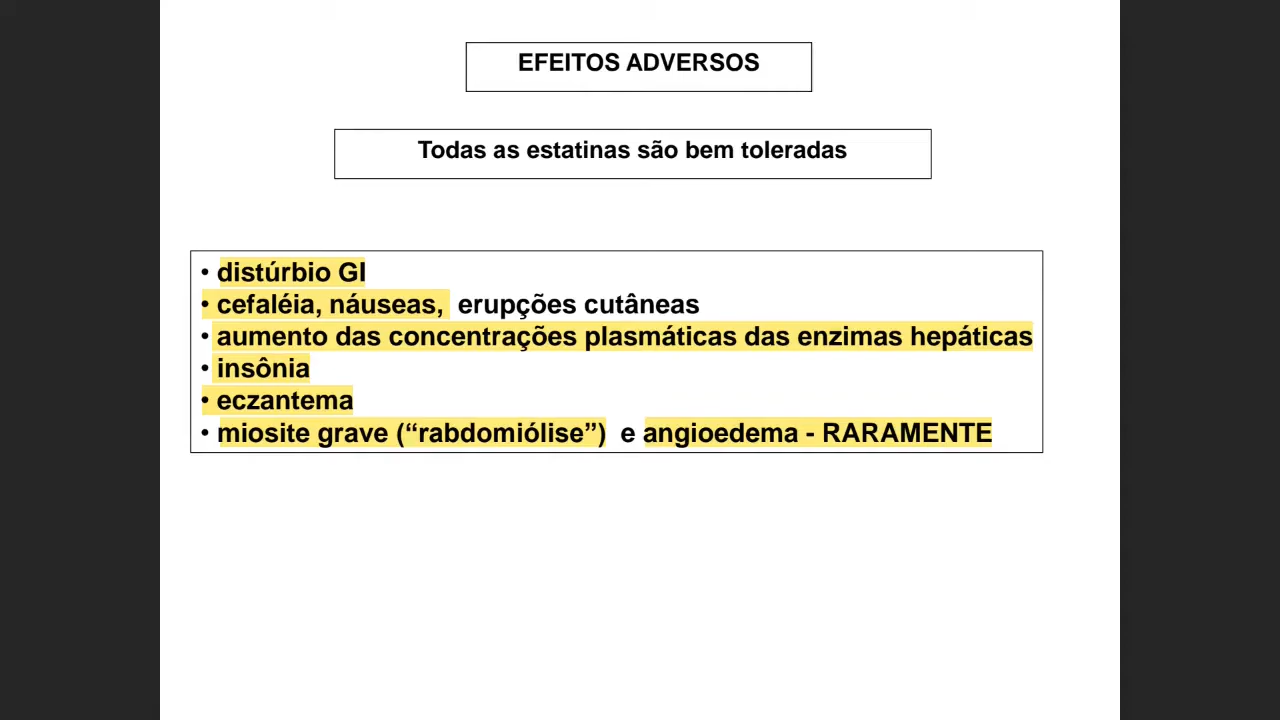 EFEITOS ADVERSOS
Todas as estatinas são bem toleradas
• distúrbio GI
• cefaléia, náuseas, erupções cutâneas
• aumento das concentrações plasmáticas das enzimas hepáticas
• insônia
• eczantema
• miosite grave (“rabdomiólise”) e angioedema - RARAMENTE